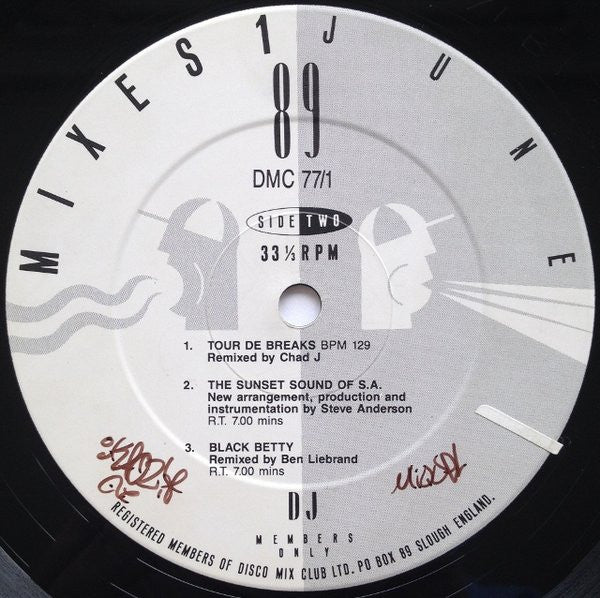 MIXES 1 JUNE
89
DMC 77/1
SIDE TWO
33 ⅓ RPM
1. TOUR DE BREAKS BPM 129
Remixed by Chad J
2. THE SUNSET SOUND OF S.A.
New arrangement, production and
instrumentation by Steve Anderson
R.T. 7.00 mins
3. BLACK BETTY
Remixed by Ben Liebrand
R.T. 7.00 mins
DJ
MEMBERS
ONLY
REGISTERED MEMBERS OF DISCO MIX CLUB LTD. PO BOX 89 SLOUGH ENGLAND.